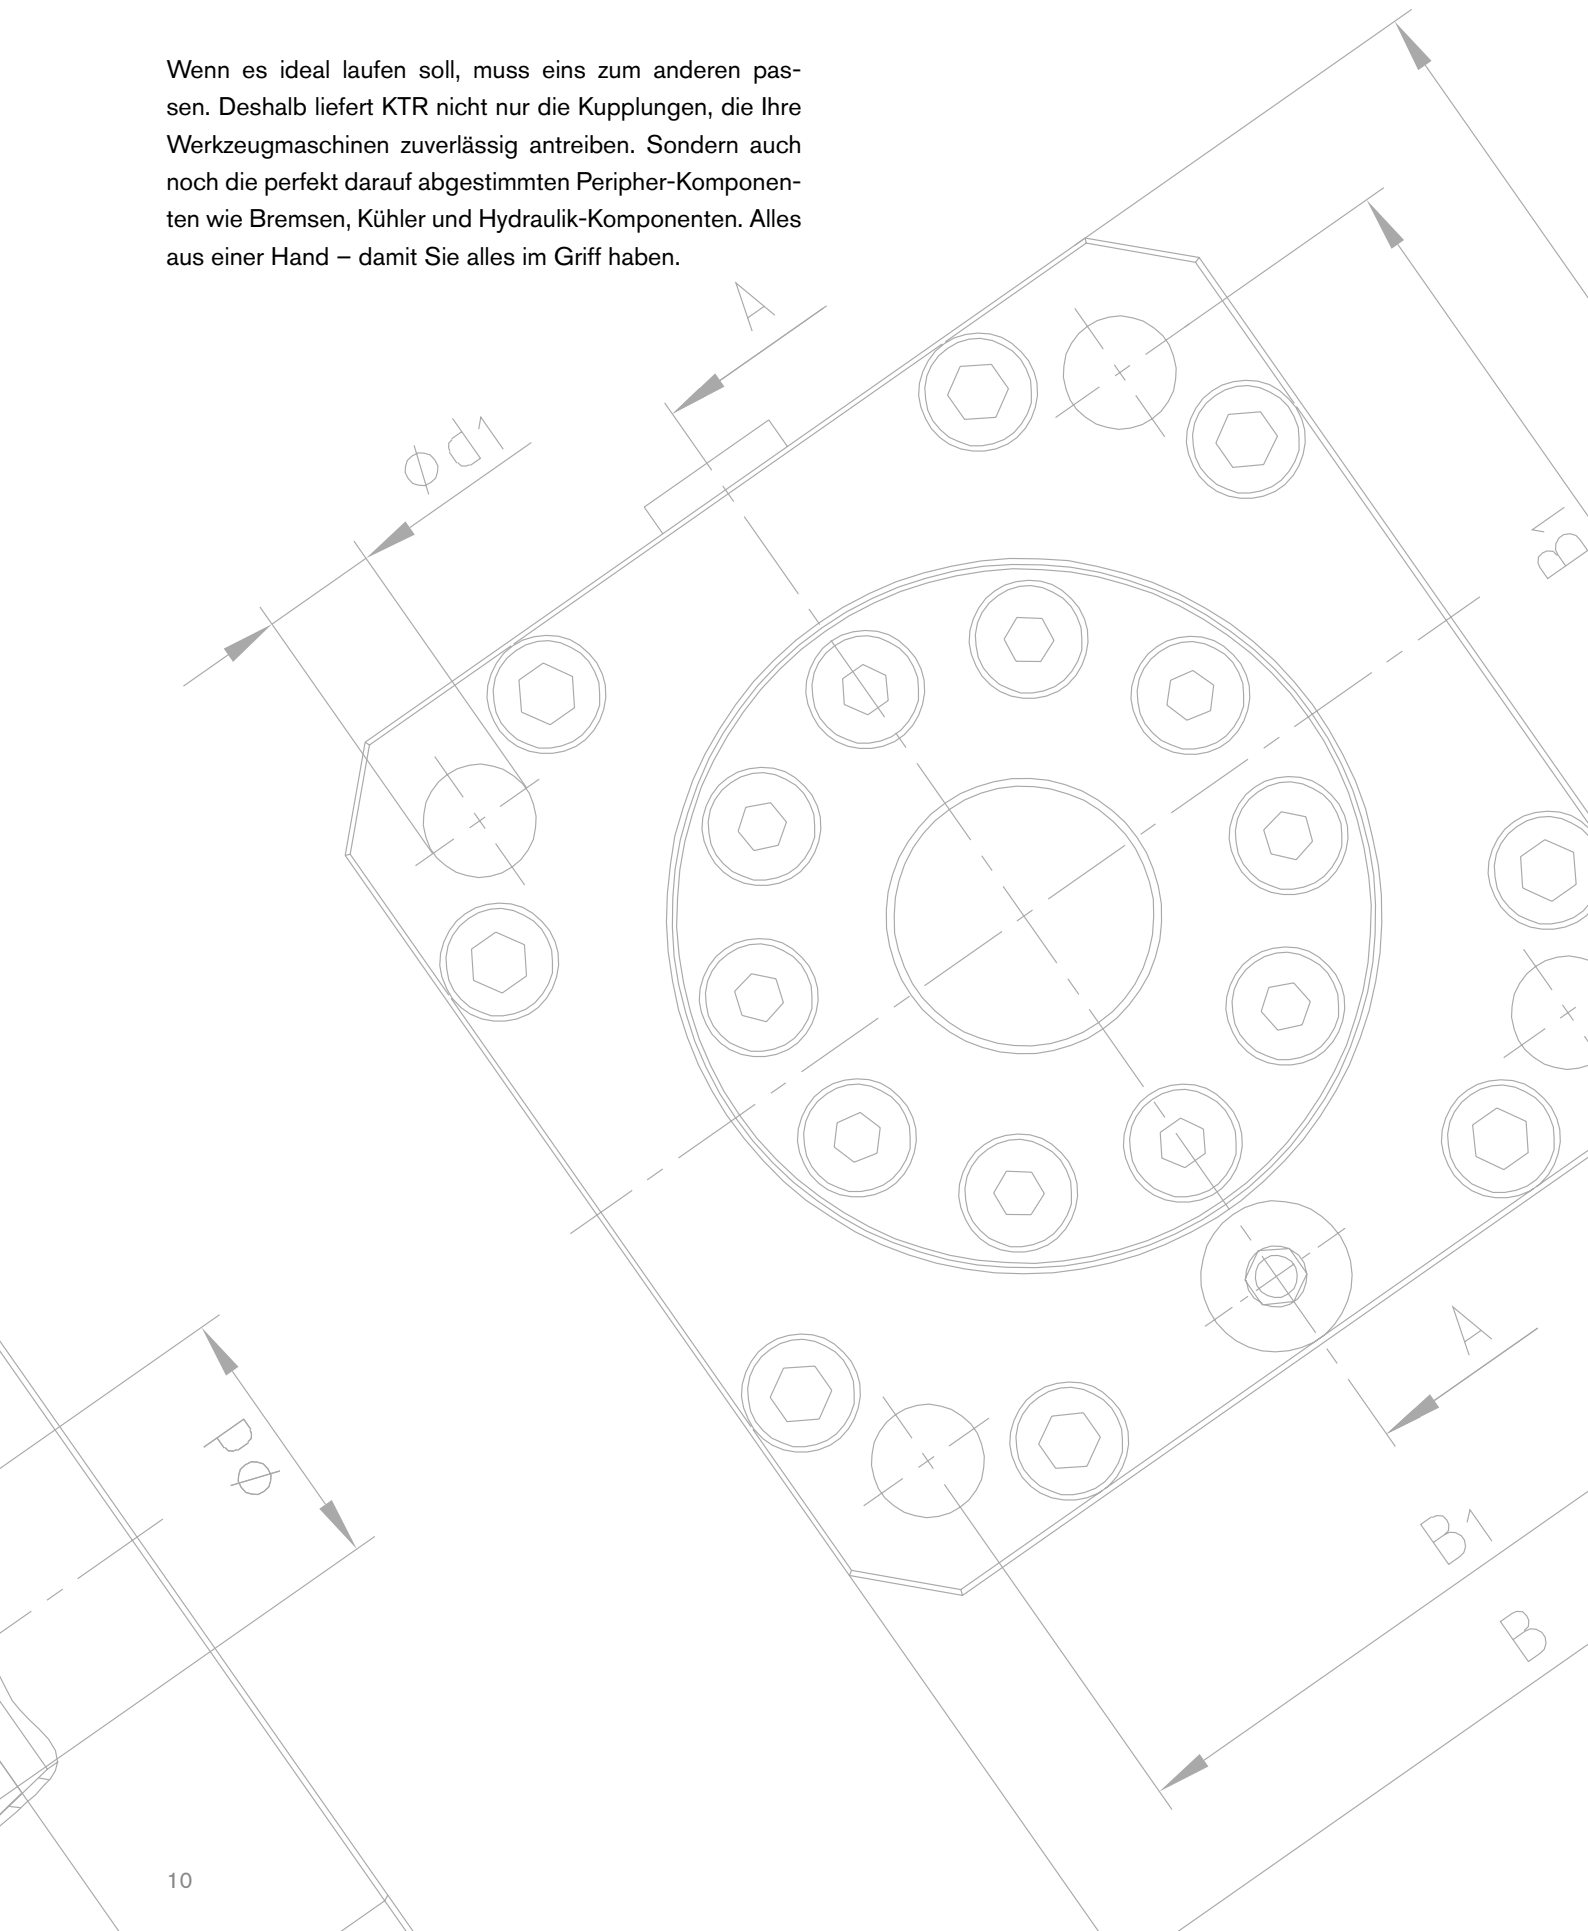 Wenn es ideal laufen soll, muss eins zum anderen pas-
sen. Deshalb liefert KTR nicht nur die Kupplungen, die Ihre
Werkzeugmaschinen zuverlässig antreiben. Sondern auch
noch die perfekt darauf abgestimmten Peripher-Komponen-
ten wie Bremsen, Kühler und Hydraulik-Komponenten. Alles
aus einer Hand – damit Sie alles im Griff haben.
A
ϕ d1
B1
A
ϕ d
B1
B
10